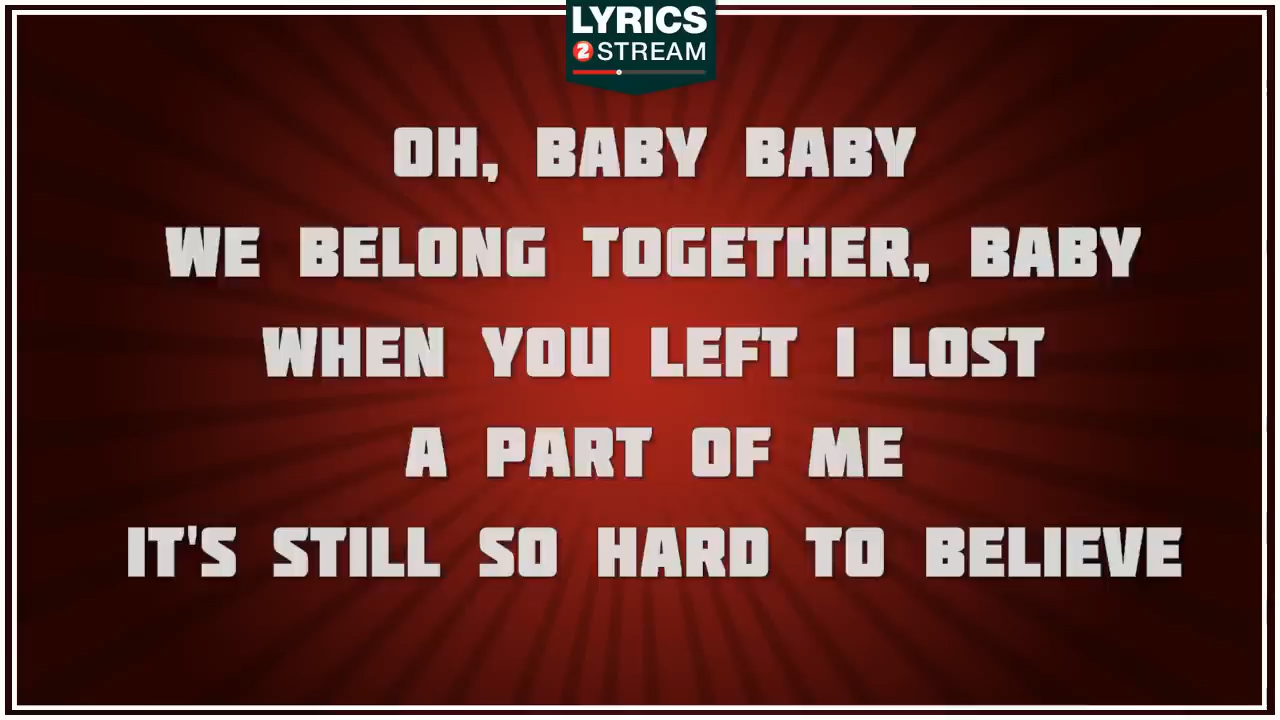 LYRICS
2 STREAM
OH, BABY BABY
WE BELONG TOGETHER, BABY
WHEN YOU LEFT I LOST
A PART OF ME
IT'S STILL SO HARD TO BELIEVE